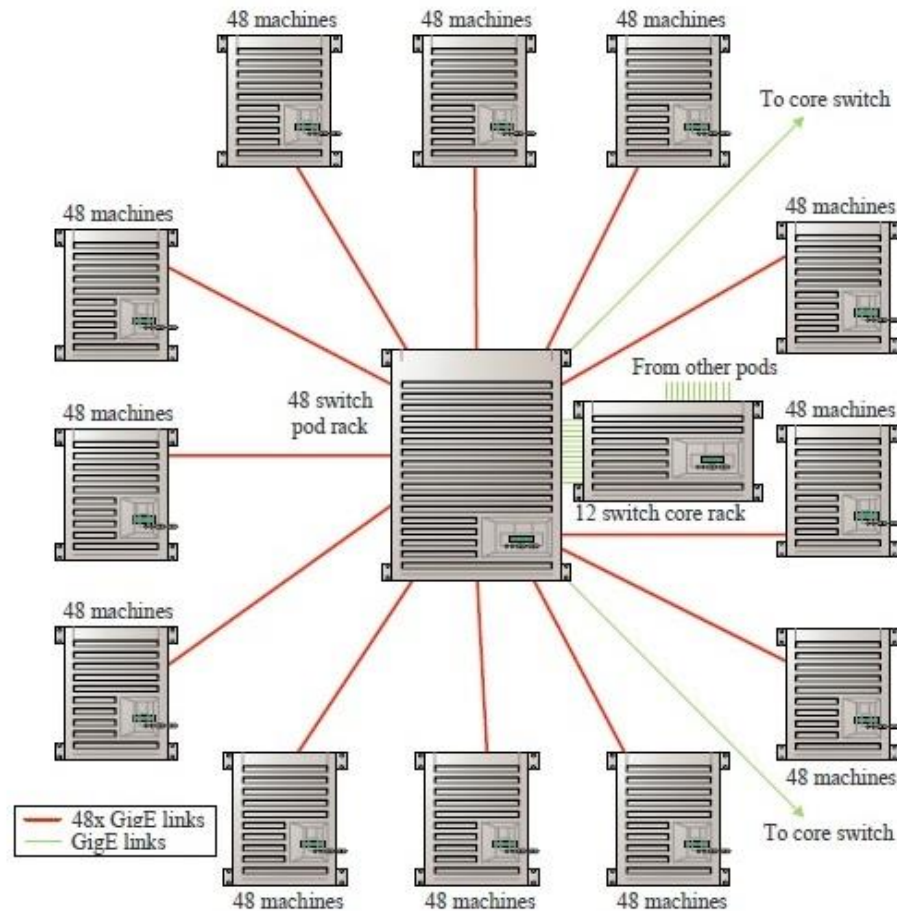 48 machines
48 machines
48 machines
To core switch
48 machines
48 machines
From other pods
48 switch
pod rack
48 machines
48 machines
12 switch core rack
48 machines
48 machines
48x GigE links
GigE links
To core switch
48 machines
48 machines
48 machines